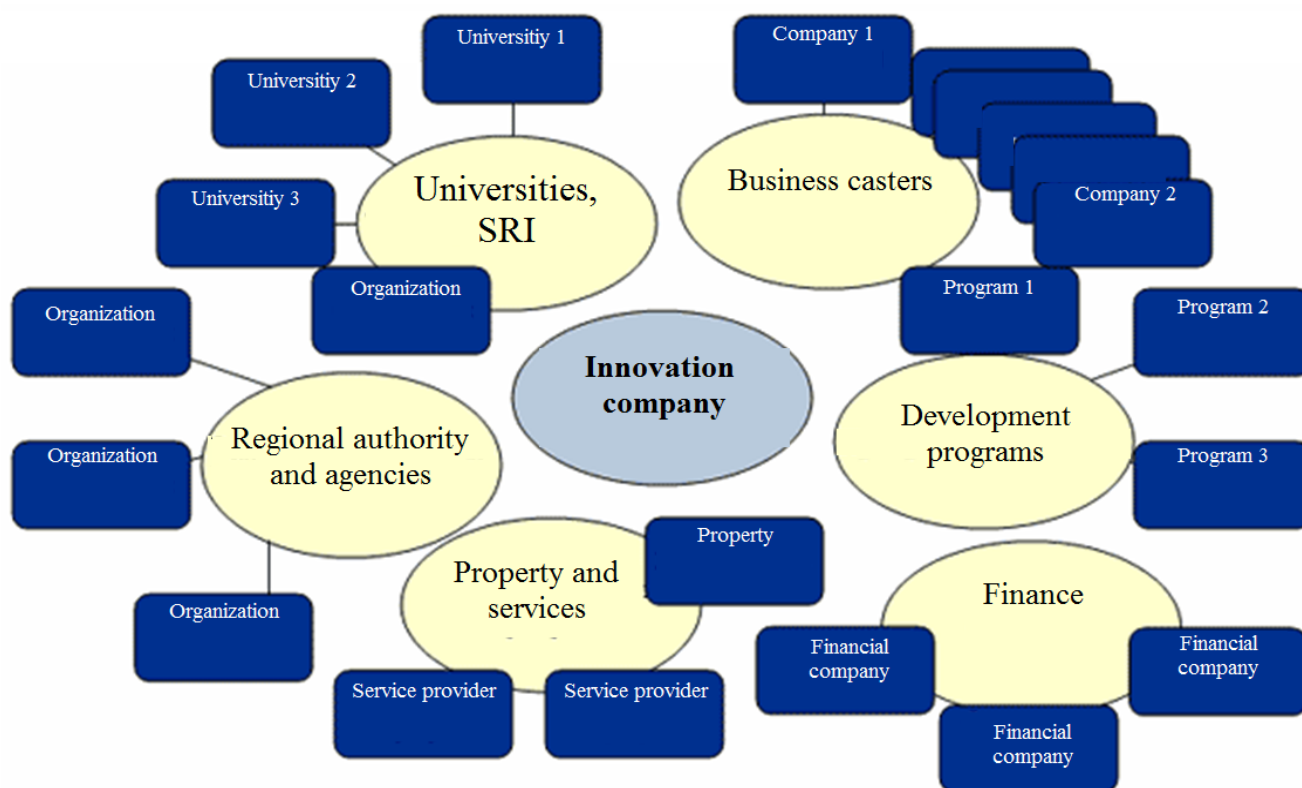 Universitiy 1
Company 1
Universitiy 2
Universities,
SRI
Business casters
Universitiy 3
Company 2
Organization
Program 1
Organization
Program 2
Innovation
company
Regional authority
and agencies
Development
programs
Organization
Program 3
Property
Property and
services
Finance
Organization
Financial
company
Financial
company
Service provider
Service provider
Financial
company